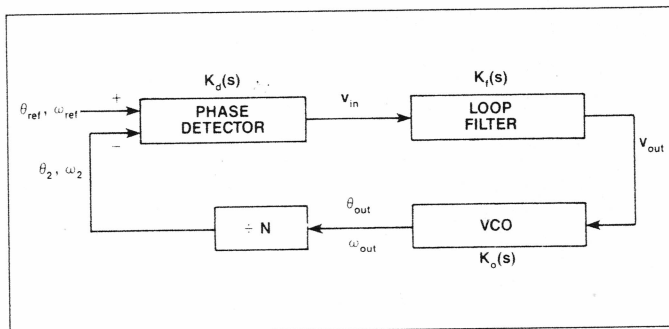 K_d(s)
K_f(s)
θ_ref, ω_ref
+
PHASE
DETECTOR
v_in
LOOP
FILTER
v_out
−
θ_2, ω_2
÷ N
θ_out
ω_out
VCO
K_o(s)